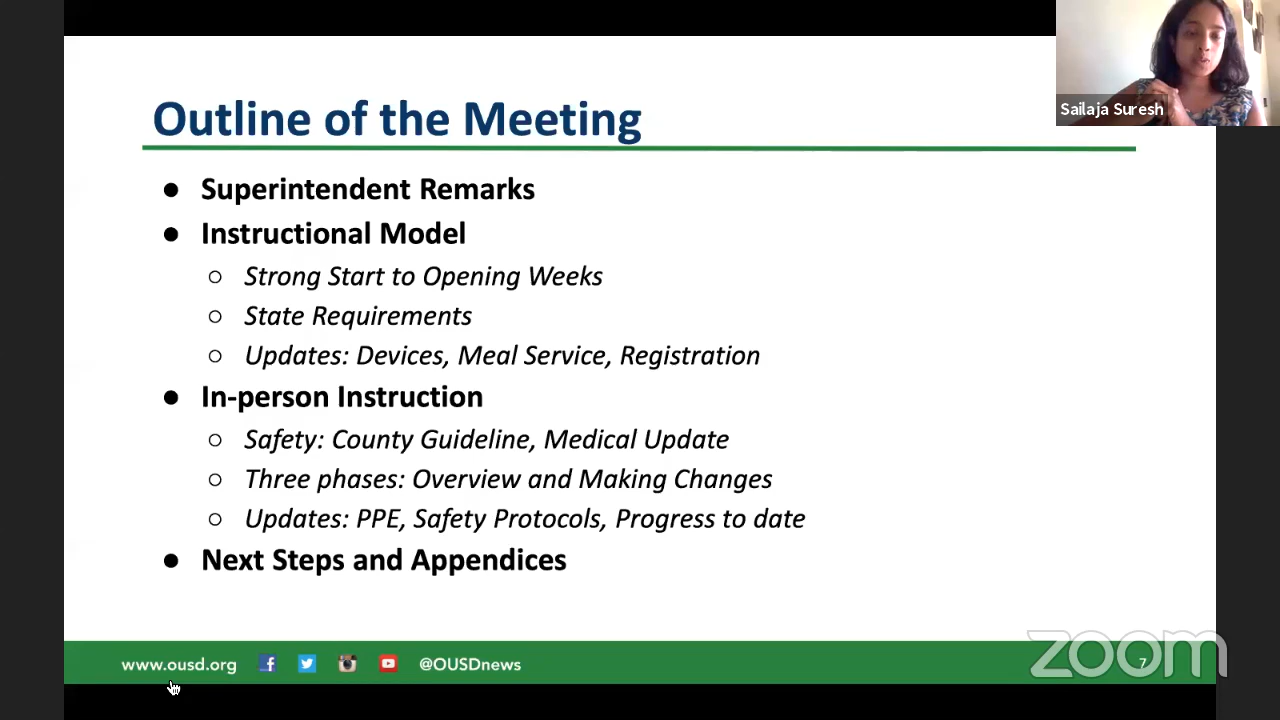 Outline of the Meeting
Sailaja Suresh
● Superintendent Remarks
● Instructional Model
○ Strong Start to Opening Weeks
○ State Requirements
○ Updates: Devices, Meal Service, Registration
● In-person Instruction
○ Safety: County Guideline, Medical Update
○ Three phases: Overview and Making Changes
○ Updates: PPE, Safety Protocols, Progress to date
● Next Steps and Appendices
www.ousd.org @OUSDnews
7
zoom